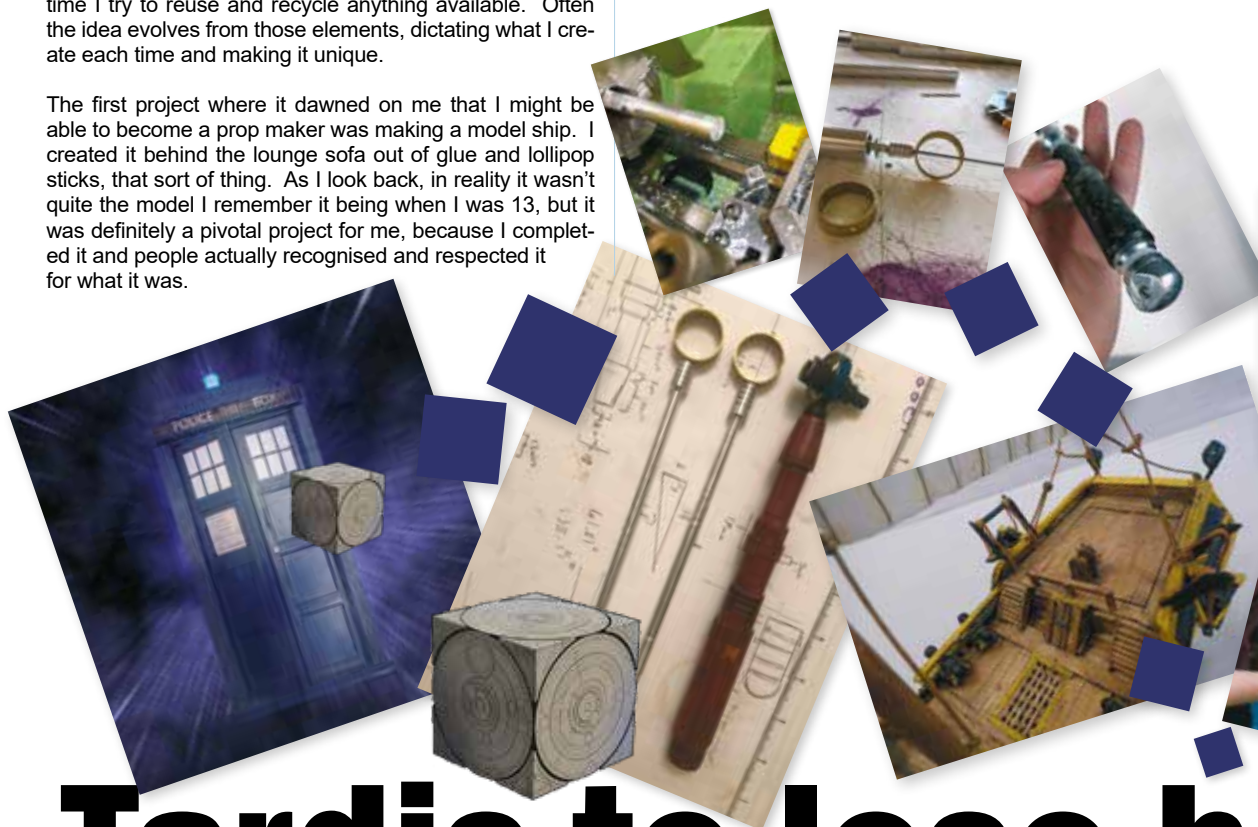 time I try to reuse and recycle anything available.  Often
the idea evolves from those elements, dictating what I cre-
ate each time and making it unique.
The first project where it dawned on me that I might be
able to become a prop maker was making a model ship.  I
created it behind the lounge sofa out of glue and lollipop
sticks, that sort of thing.  As I look back, in reality it wasn't
quite the model I remember it being when I was 13, but it
was definitely a pivotal project for me, because I complet-
ed it and people actually recognised and respected it
for what it was.
POLICE BOX